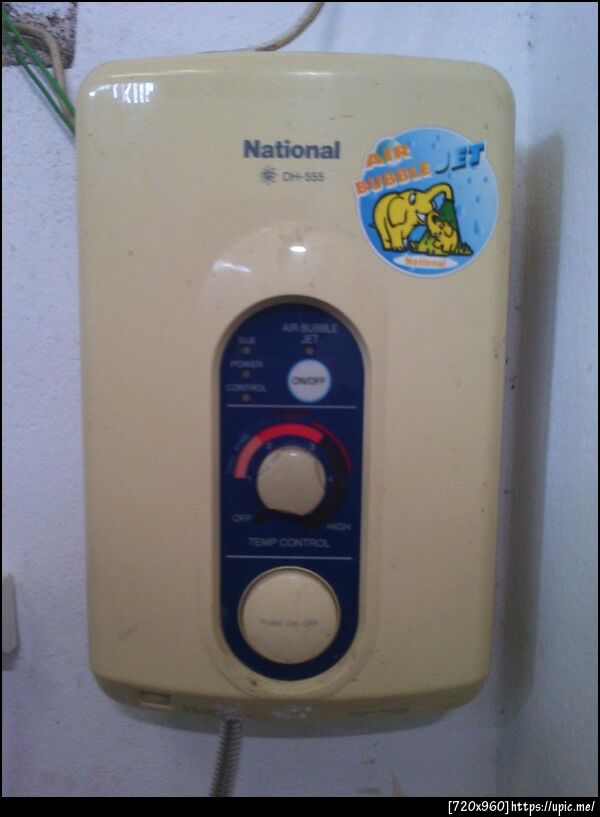 National
DH-555
AIR
BUBBLE JET
National
AIR BUBBLE
JET
ELB
POWER
CONTROL
ON/OFF
OFF
HIGH
TEMP CONTROL
PUSH ON-OFF
[720x960]https://upic.me/